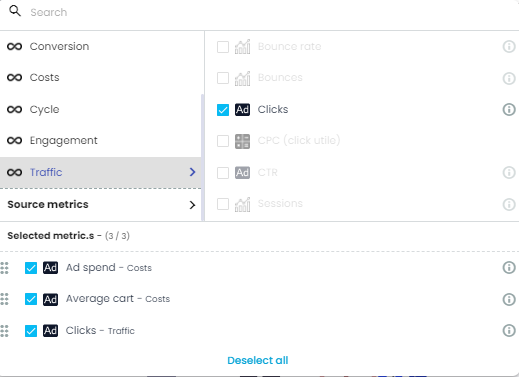 Search
Conversion
Costs
Cycle
Engagement
Traffic
Source metrics
Bounce rate
Bounces
Ad Clicks
CPC (click utile)
Ad CTR
Sessions
Selected metric.s - (3 / 3)
Ad Ad spend - Costs
Ad Average cart - Costs
Ad Clicks - Traffic
Deselect all